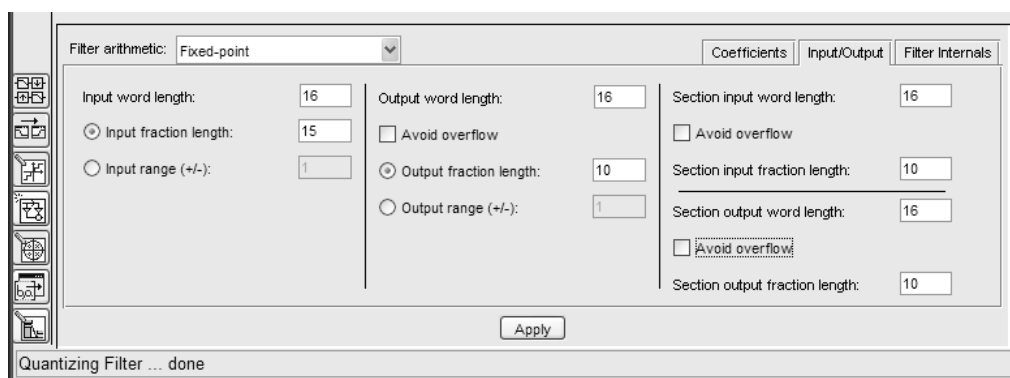 Filter arithmetic: Fixed-point
Coefficients Input/Output Filter Internals
Input word length: 16
Input fraction length: 15
Input range (+/-): 1
Output word length: 16
Avoid overflow
Output fraction length: 10
Output range (+/-): 1
Section input word length: 16
Avoid overflow
Section input fraction length: 10
Section output word length: 16
Avoid overflow
Section output fraction length: 10
Apply
Quantizing Filter ... done